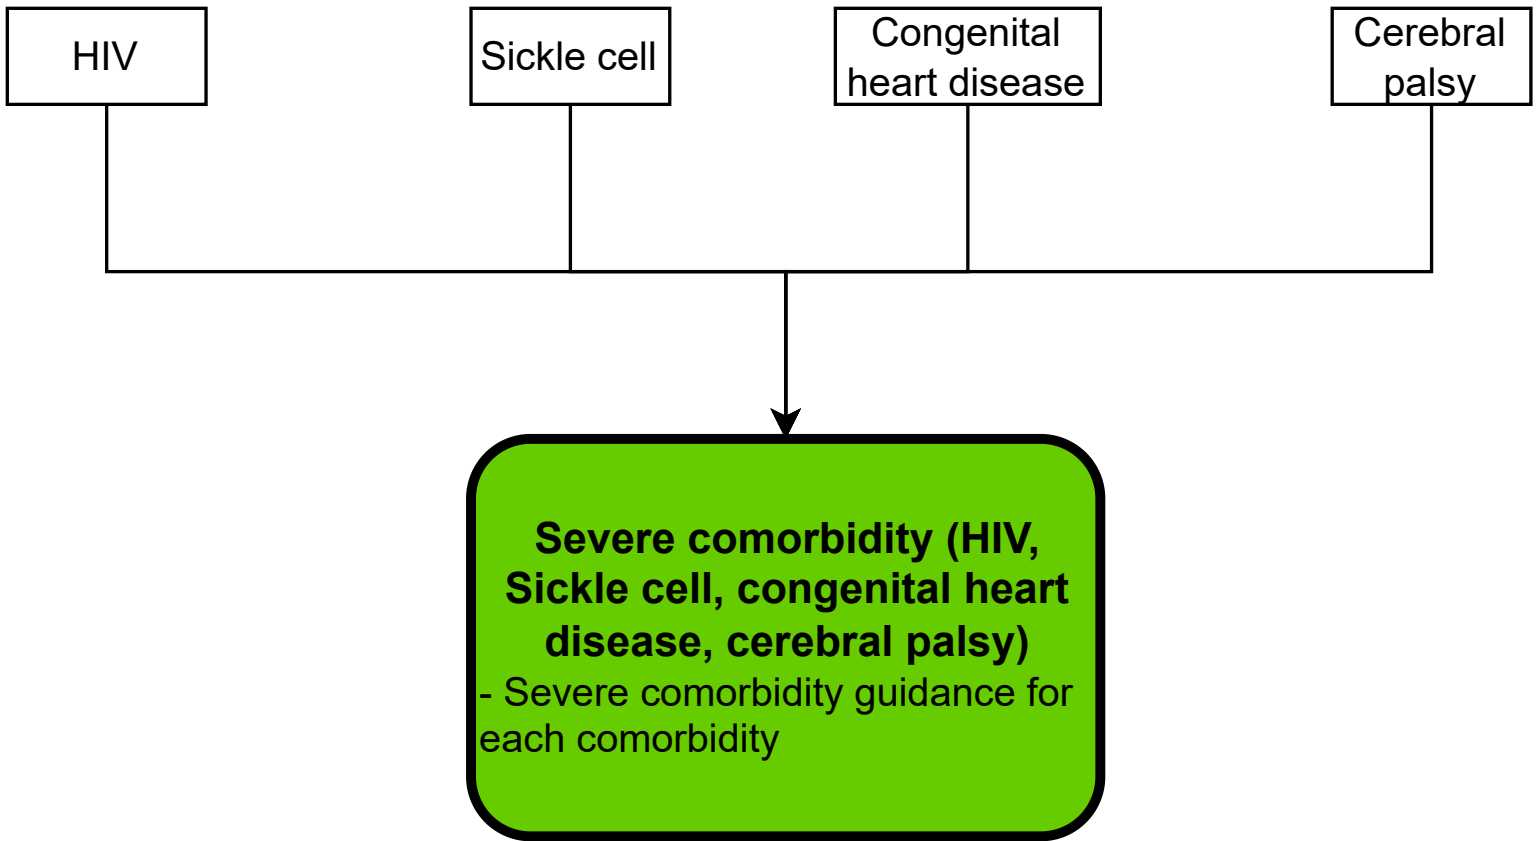 HIV
Sickle cell
Congenital
heart disease
Cerebral
palsy
Severe comorbidity (HIV,
Sickle cell, congenital heart
disease, cerebral palsy)
- Severe comorbidity guidance for
each comorbidity